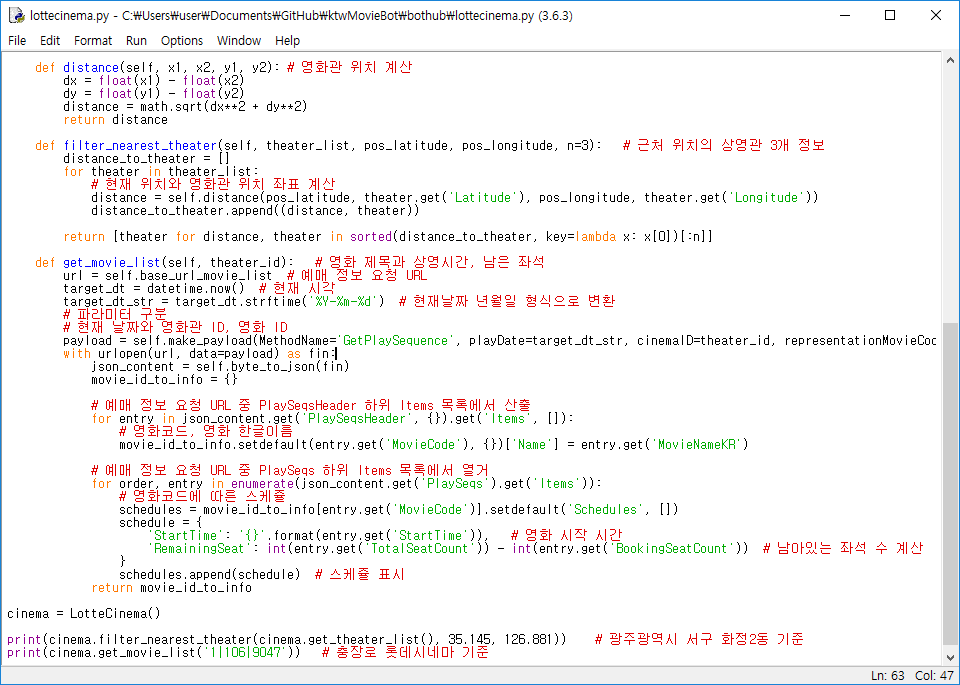 lottecinema.py - C:₩Users₩user₩Documents₩GitHub₩ktwMovieBot₩bothub₩lottecinema.py (3.6.3)
File Edit Format Run Options Window Help
    def distance(self, x1, x2, y1, y2): # 영화관 위치 계산
        dx = float(x1) - float(x2)
        dy = float(y1) - float(y2)
        distance = math.sqrt(dx**2 + dy**2)
        return distance
    def filter_nearest_theater(self, theater_list, pos_latitude, pos_longitude, n=3):   # 근처 위치의 상영관 3개 정보
        distance_to_theater = []
        for theater in theater_list:
            # 현재 위치와 영화관 위치 좌표 계산
            distance = self.distance(pos_latitude, theater.get('Latitude'), pos_longitude, theater.get('Longitude'))
            distance_to_theater.append((distance, theater))
        return [theater for distance, theater in sorted(distance_to_theater, key=lambda x: x[0])[:n]]
    def get_movie_list(self, theater_id):   # 영화 제목과 상영시간, 남은 좌석
        url = self.base_url_movie_list  # 예매 정보 요청 URL
        target_dt = datetime.now()  # 현재 시각
        target_dt_str = target_dt.strftime('%Y-%m-%d')  # 현재날짜 년월일 형식으로 변환
        # 파라미터 구분
        # 현재 날짜와 영화관 ID, 영화 ID
        payload = self.make_payload(MethodName='GetPlaySequence', playDate=target_dt_str, cinemaID=theater_id, representationMovieCod
        with urlopen(url, data=payload) as fin:
            json_content = self.byte_to_json(fin)
            movie_id_to_info = {}
            # 예매 정보 요청 URL 중 PlaySeqsHeader 하위 Items 목록에서 산출
            for entry in json_content.get('PlaySeqsHeader', {}).get('Items', []):
                # 영화코드, 영화 한글이름
                movie_id_to_info.setdefault(entry.get('MovieCode'), {})['Name'] = entry.get('MovieNameKR')
            # 예매 정보 요청 URL 중 PlaySeqs 하위 Items 목록에서 열거
            for order, entry in enumerate(json_content.get('PlaySeqs').get('Items')):
                # 영화코드에 따른 스케쥴
                schedules = movie_id_to_info[entry.get('MovieCode')].setdefault('Schedules', [])
                schedule = {
                    'StartTime': '{}'.format(entry.get('StartTime')),   # 영화 시작 시간
                    'RemainingSeat': int(entry.get('TotalSeatCount')) - int(entry.get('BookingSeatCount'))  # 남아있는 좌석 수 계산
                }
                schedules.append(schedule)  # 스케쥴 표시
            return movie_id_to_info
cinema = LotteCinema()
print(cinema.filter_nearest_theater(cinema.get_theater_list(), 35.145, 126.881))    # 광주광역시 서구 화정2동 기준
print(cinema.get_movie_list('1|106|9047'))   # 충장로 롯데시네마 기준
Ln: 63 Col: 47